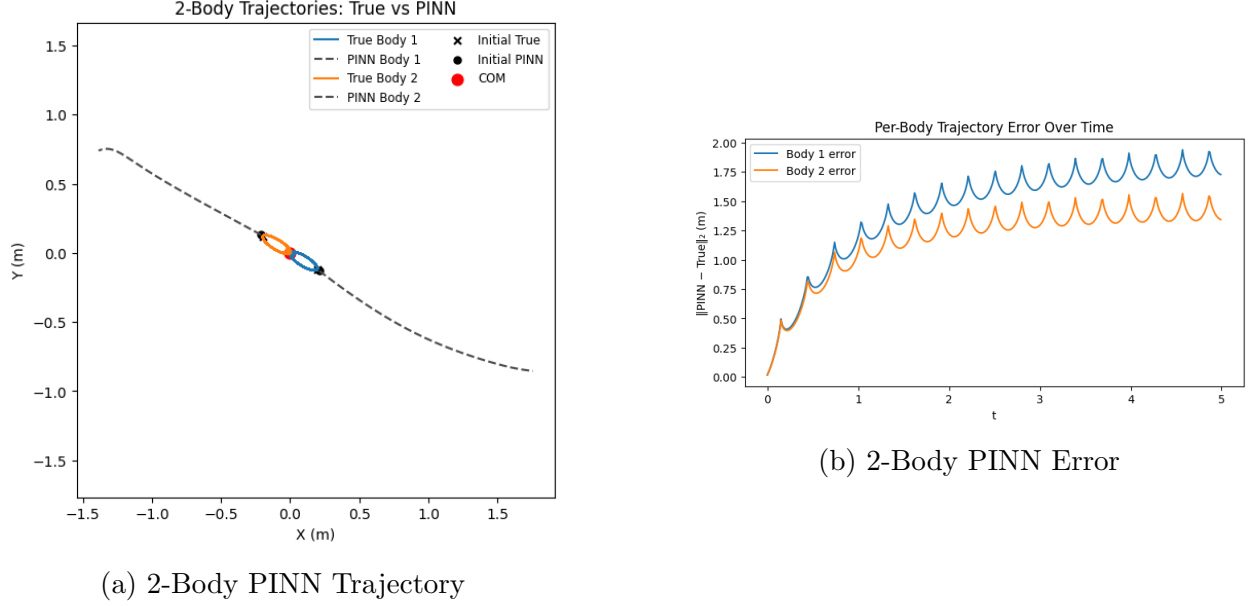 2-Body Trajectories: True vs PINN
True Body 1
PINN Body 1
True Body 2
PINN Body 2
Initial True
Initial PINN
COM
1.5
1.0
0.5
0.0
−0.5
−1.0
−1.5
Y (m)
−1.5 −1.0 −0.5 0.0 0.5 1.0 1.5
X (m)
(a) 2-Body PINN Trajectory
Per-Body Trajectory Error Over Time
Body 1 error
Body 2 error
2.00
1.75
1.50
1.25
1.00
0.75
0.50
0.25
0.00
‖PINN − True‖₂ (m)
0 1 2 3 4 5
t
(b) 2-Body PINN Error